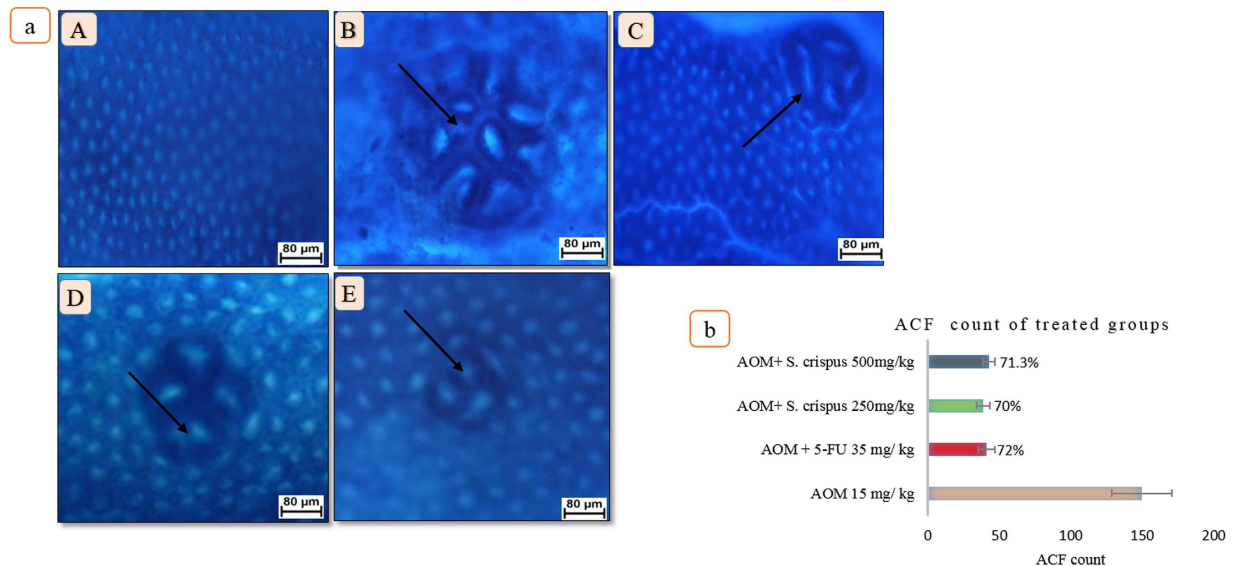 a
A
B
C
80 µm
80 µm
80 µm
D
E
80 µm
80 µm
b
ACF count of treated groups
AOM+ S. crispus 500mg/kg
71.3%
AOM+ S. crispus 250mg/kg
70%
AOM + 5-FU 35 mg/ kg
72%
AOM 15 mg/ kg
0 50 100 150 200
ACF count